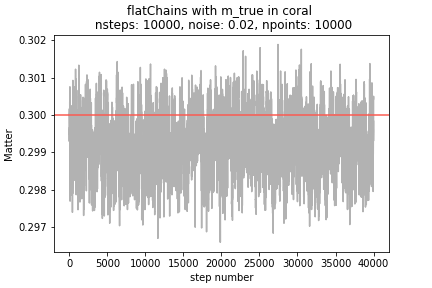 flatChains with m_true in coral
nsteps: 10000, noise: 0.02, npoints: 10000
0.302
0.301
0.300
0.299
0.298
0.297
Matter
0 5000 10000 15000 20000 25000 30000 35000 40000
step number